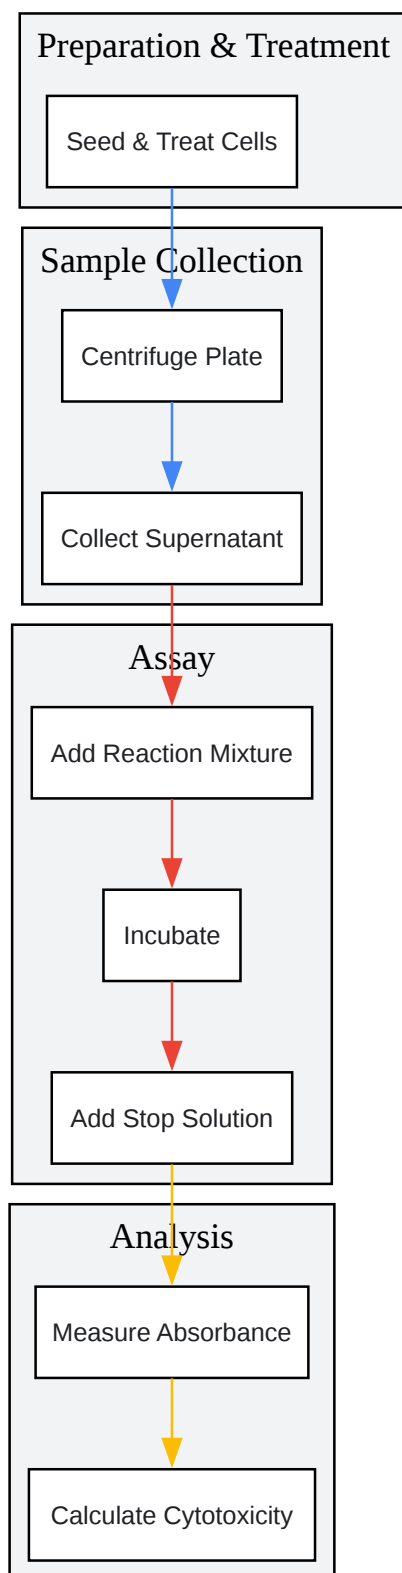 Preparation & Treatment
Seed & Treat Cells
Sample Collection
Centrifuge Plate
Collect Supernatant
Assay
Add Reaction Mixture
Incubate
Add Stop Solution
Analysis
Measure Absorbance
Calculate Cytotoxicity